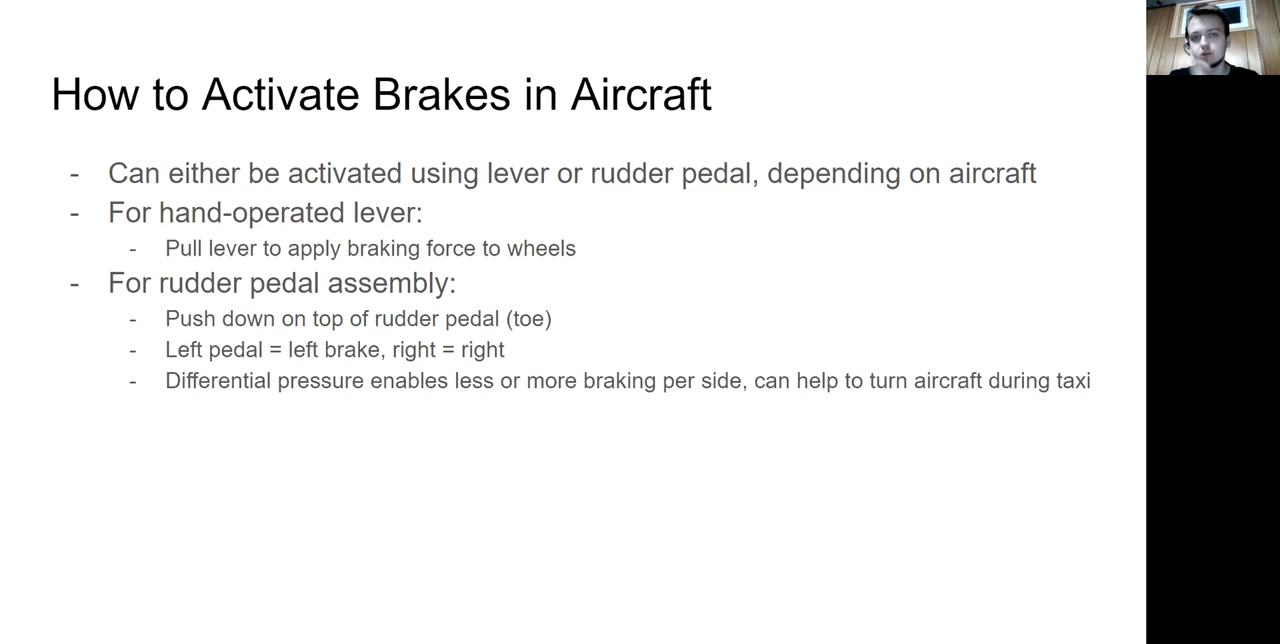 How to Activate Brakes in Aircraft
- Can either be activated using lever or rudder pedal, depending on aircraft
- For hand-operated lever:
- Pull lever to apply braking force to wheels
- For rudder pedal assembly:
- Push down on top of rudder pedal (toe)
- Left pedal = left brake, right = right
- Differential pressure enables less or more braking per side, can help to turn aircraft during taxi